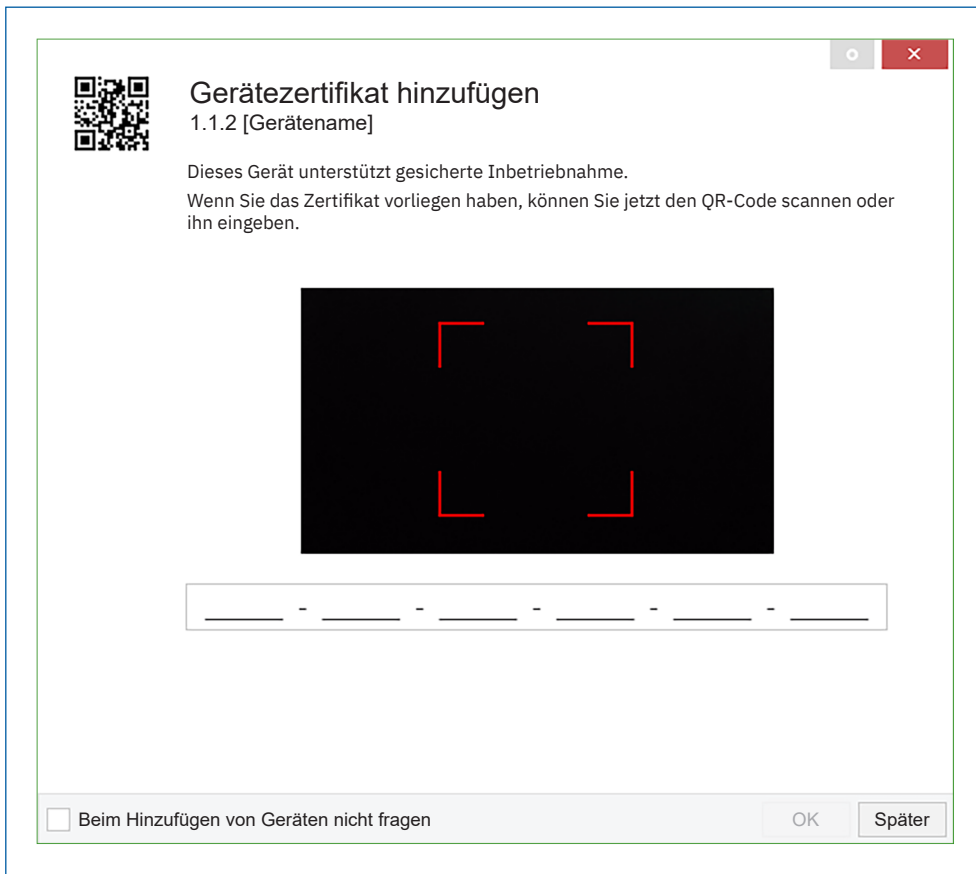 Gerätezertifikat hinzufügen
1.1.2 [Gerätename]
Dieses Gerät unterstützt gesicherte Inbetriebnahme.
Wenn Sie das Zertifikat vorliegen haben, können Sie jetzt den QR-Code scannen oder
ihn eingeben.
______ - ______ - ______ - ______ - ______ - ______
Beim Hinzufügen von Geräten nicht fragen
OK
Später